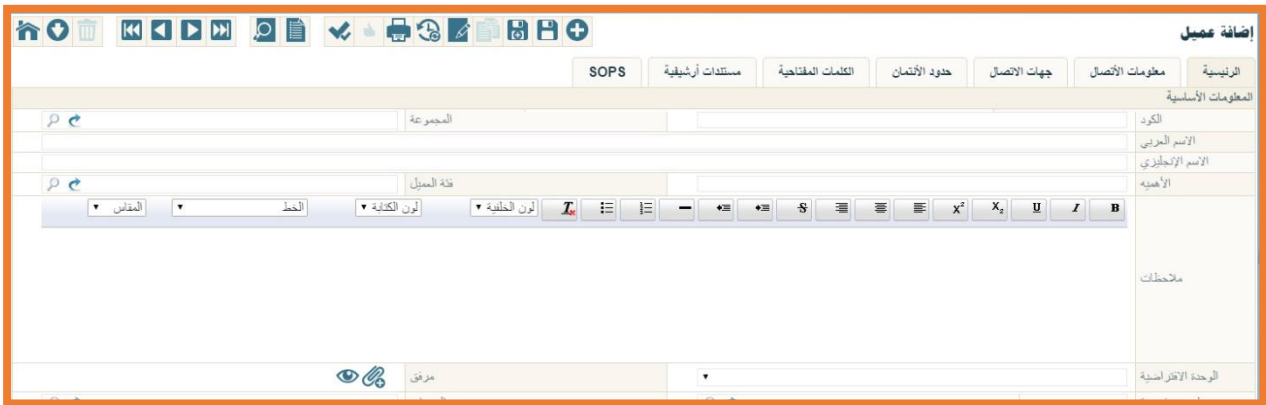 إضافة عميل
الرئيسية معلومات الأتصال جهات الاتصال حدود الأئتمان الكلمات المفتاحية مستندات أرشيفية SOPS
المعلومات الأساسية
الكود المجموعة
الاسم العربي
الاسم الإنجليزي
الأهميه فئة العميل
B I U X₂ X² S لون الخلفية لون الكتابة الخط المقاس
ملاحظات
الوحدة الافتراضية مرفق